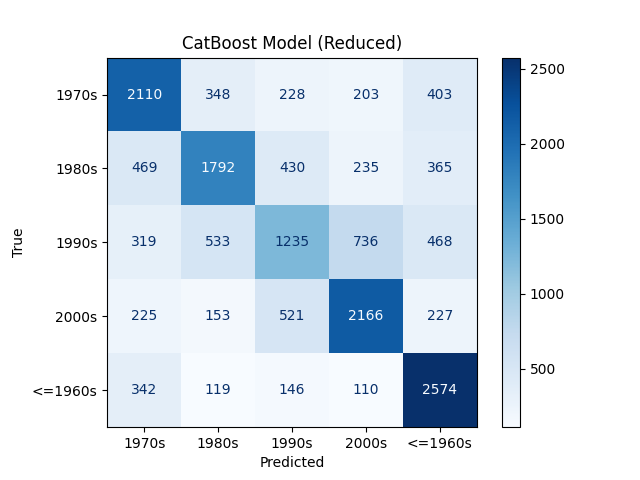 CatBoost Model (Reduced)
True
1970s 2110 348 228 203 403
1980s 469 1792 430 235 365
1990s 319 533 1235 736 468
2000s 225 153 521 2166 227
<=1960s 342 119 146 110 2574
1970s 1980s 1990s 2000s <=1960s
Predicted
2500
2000
1500
1000
500